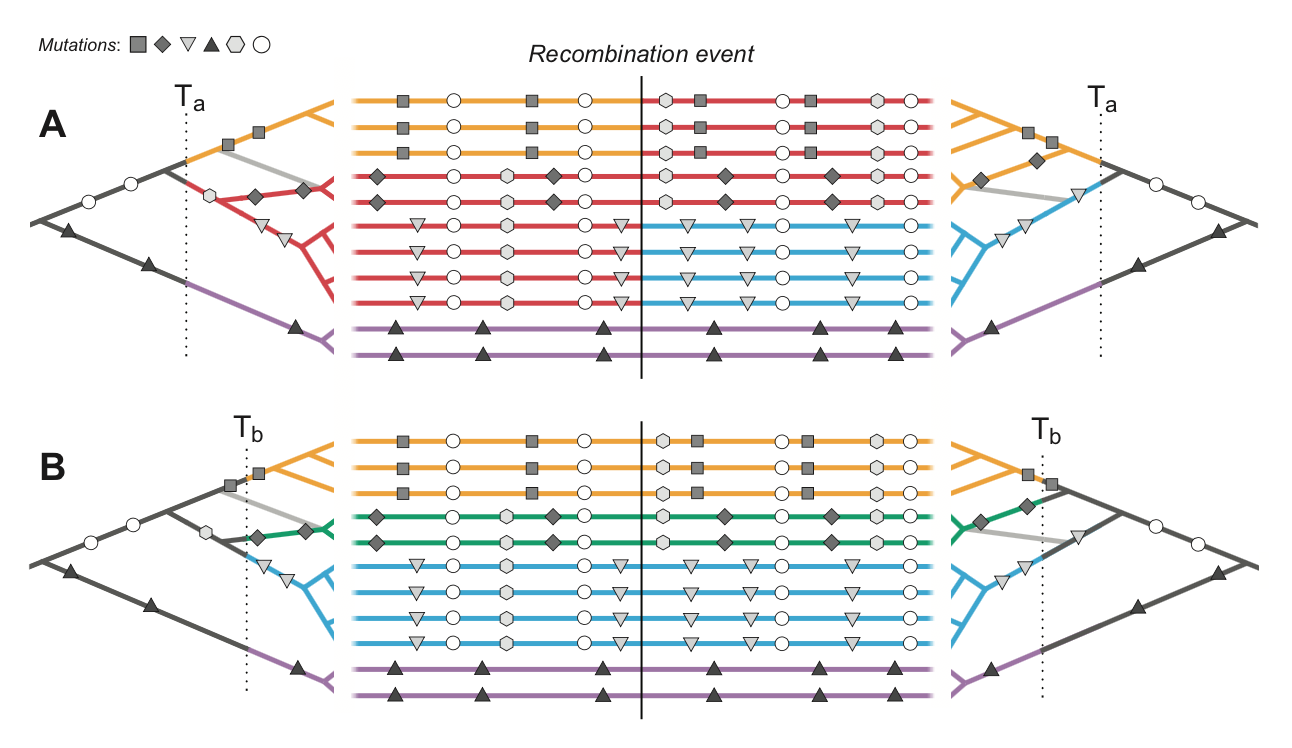 Mutations:
Recombination event
A
Ta
Ta
B
Tb
Tb